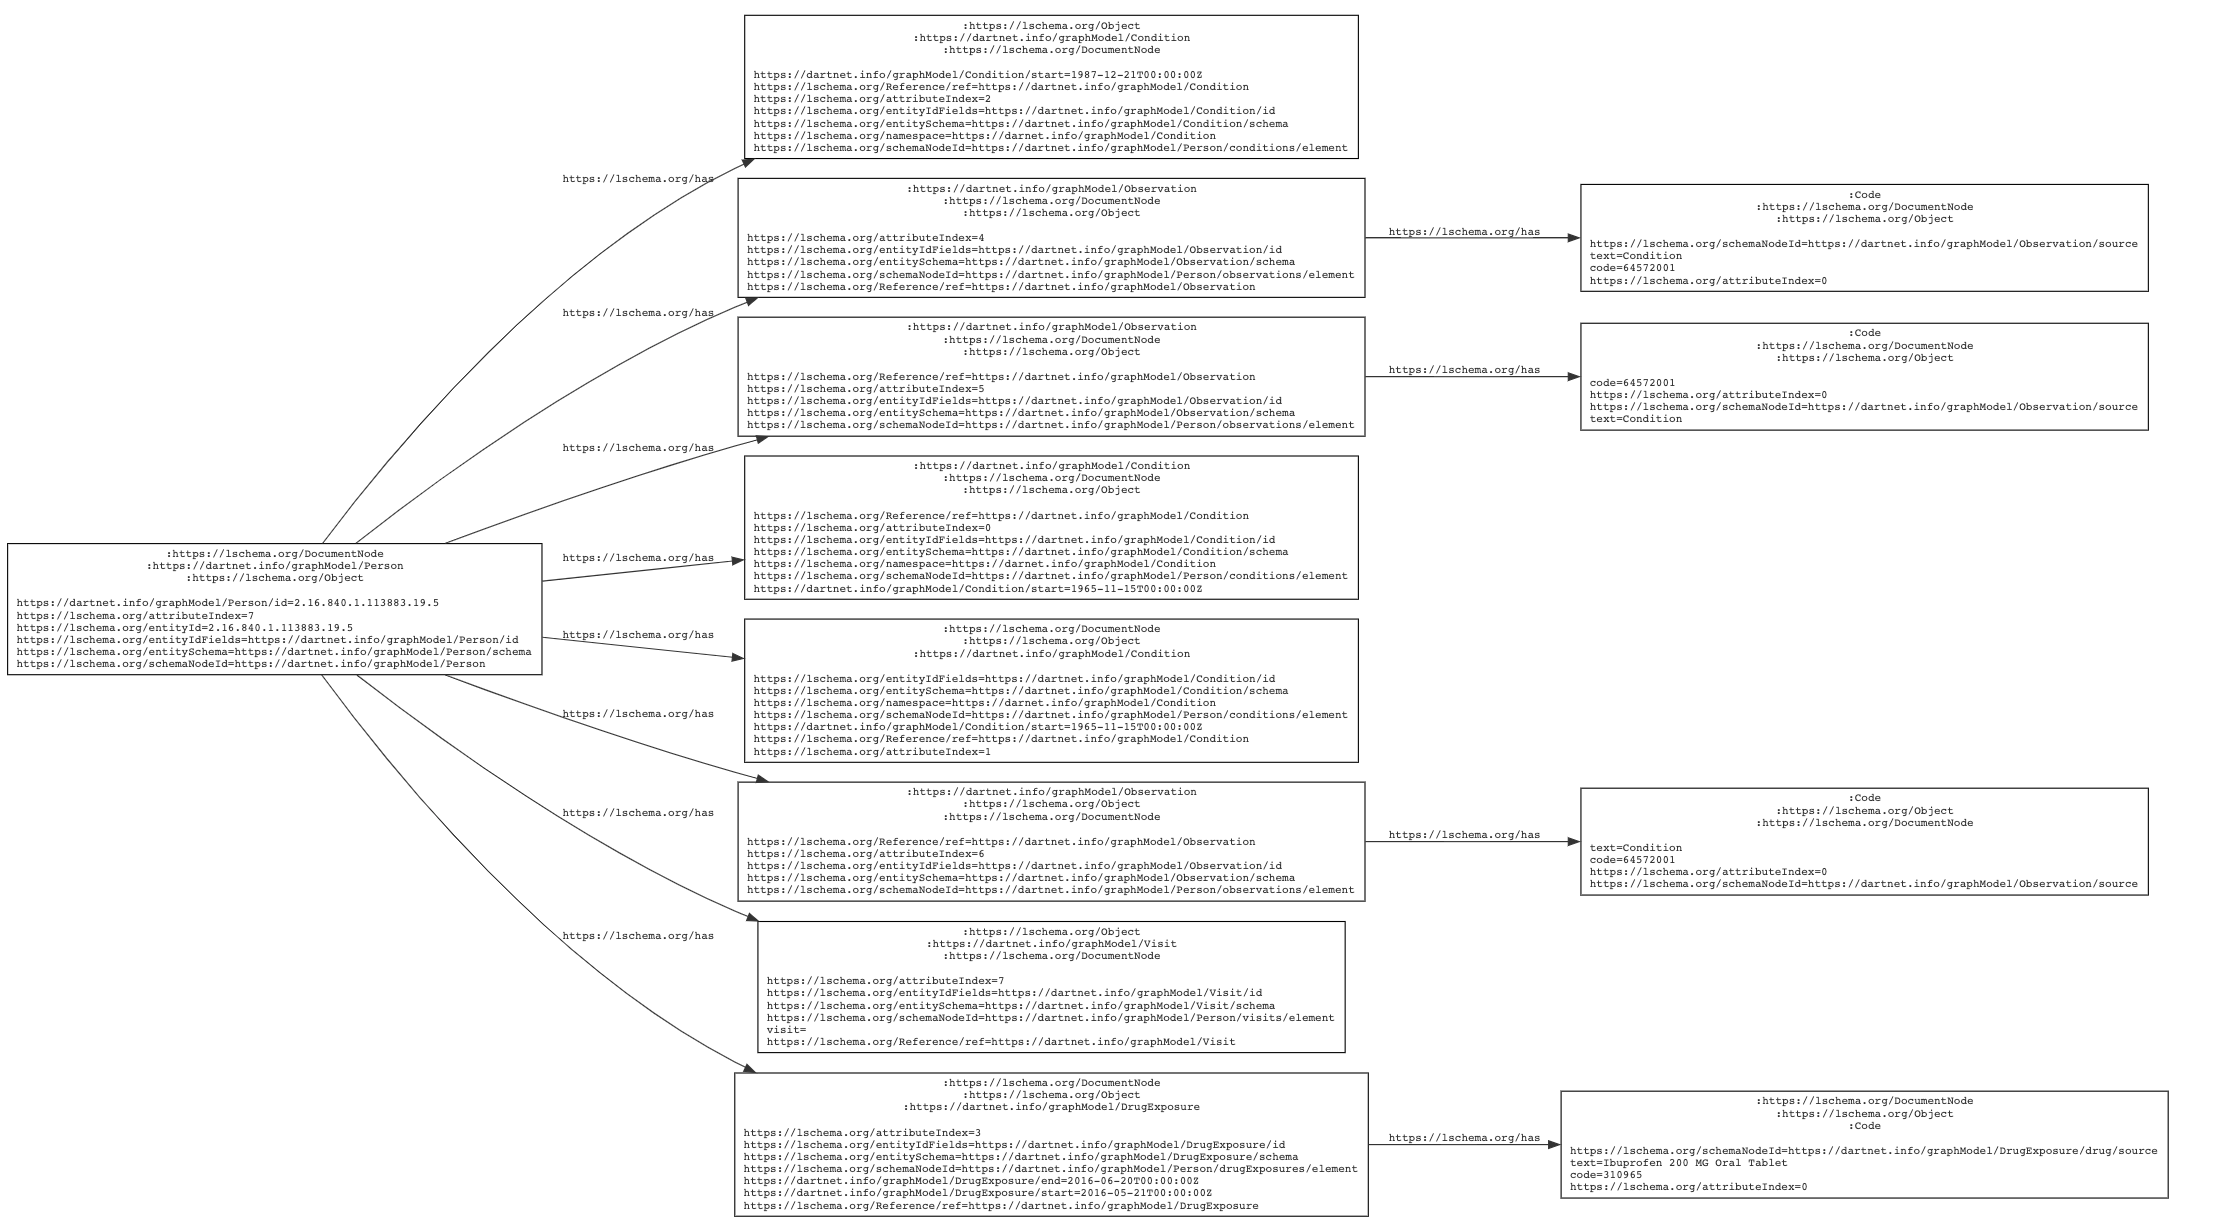 :https://lschema.org/Object
:https://dartnet.info/graphModel/Condition
:https://lschema.org/DocumentNode
https://dartnet.info/graphModel/Condition/start=1987-12-21T00:00:00Z
https://lschema.org/Reference/ref=https://dartnet.info/graphModel/Condition
https://lschema.org/attributeIndex=2
https://lschema.org/entityIdFields=https://dartnet.info/graphModel/Condition/id
https://lschema.org/entitySchema=https://dartnet.info/graphModel/Condition/schema
https://lschema.org/namespace=https://darnet.info/graphModel/Condition
https://lschema.org/schemaNodeId=https://dartnet.info/graphModel/Person/conditions/element
https://lschema.org/has
:https://dartnet.info/graphModel/Observation
:https://lschema.org/DocumentNode
:https://lschema.org/Object
https://lschema.org/attributeIndex=4
https://lschema.org/entityIdFields=https://dartnet.info/graphModel/Observation/id
https://lschema.org/entitySchema=https://dartnet.info/graphModel/Observation/schema
https://lschema.org/schemaNodeId=https://dartnet.info/graphModel/Person/observations/element
https://lschema.org/Reference/ref=https://dartnet.info/graphModel/Observation
https://lschema.org/has
:Code
:https://lschema.org/DocumentNode
:https://lschema.org/Object
https://lschema.org/schemaNodeId=https://dartnet.info/graphModel/Observation/source
text=Condition
code=64572001
https://lschema.org/attributeIndex=0
https://lschema.org/has
:https://dartnet.info/graphModel/Observation
:https://lschema.org/DocumentNode
:https://lschema.org/Object
https://lschema.org/Reference/ref=https://dartnet.info/graphModel/Observation
https://lschema.org/attributeIndex=5
https://lschema.org/entityIdFields=https://dartnet.info/graphModel/Observation/id
https://lschema.org/entitySchema=https://dartnet.info/graphModel/Observation/schema
https://lschema.org/schemaNodeId=https://dartnet.info/graphModel/Person/observations/element
https://lschema.org/has
:Code
:https://lschema.org/DocumentNode
:https://lschema.org/Object
code=64572001
https://lschema.org/attributeIndex=0
https://lschema.org/schemaNodeId=https://dartnet.info/graphModel/Observation/source
text=Condition
https://lschema.org/has
:https://dartnet.info/graphModel/Condition
:https://lschema.org/DocumentNode
:https://lschema.org/Object
https://lschema.org/Reference/ref=https://dartnet.info/graphModel/Condition
https://lschema.org/attributeIndex=0
https://lschema.org/entityIdFields=https://dartnet.info/graphModel/Condition/id
https://lschema.org/entitySchema=https://dartnet.info/graphModel/Condition/schema
https://lschema.org/namespace=https://darnet.info/graphModel/Condition
https://lschema.org/schemaNodeId=https://dartnet.info/graphModel/Person/conditions/element
https://dartnet.info/graphModel/Condition/start=1965-11-15T00:00:00Z
:https://lschema.org/DocumentNode
:https://dartnet.info/graphModel/Person
:https://lschema.org/Object
https://dartnet.info/graphModel/Person/id=2.16.840.1.113883.19.5
https://lschema.org/attributeIndex=7
https://lschema.org/entityId=2.16.840.1.113883.19.5
https://lschema.org/entityIdFields=https://dartnet.info/graphModel/Person/id
https://lschema.org/entitySchema=https://dartnet.info/graphModel/Person/schema
https://lschema.org/schemaNodeId=https://dartnet.info/graphModel/Person
https://lschema.org/has
https://lschema.org/has
:https://lschema.org/DocumentNode
:https://lschema.org/Object
:https://dartnet.info/graphModel/Condition
https://lschema.org/entityIdFields=https://dartnet.info/graphModel/Condition/id
https://lschema.org/entitySchema=https://dartnet.info/graphModel/Condition/schema
https://lschema.org/namespace=https://darnet.info/graphModel/Condition
https://lschema.org/schemaNodeId=https://dartnet.info/graphModel/Person/conditions/element
https://dartnet.info/graphModel/Condition/start=1965-11-15T00:00:00Z
https://lschema.org/Reference/ref=https://dartnet.info/graphModel/Condition
https://lschema.org/attributeIndex=1
https://lschema.org/has
:https://dartnet.info/graphModel/Observation
:https://lschema.org/Object
:https://lschema.org/DocumentNode
https://lschema.org/Reference/ref=https://dartnet.info/graphModel/Observation
https://lschema.org/attributeIndex=6
https://lschema.org/entityIdFields=https://dartnet.info/graphModel/Observation/id
https://lschema.org/entitySchema=https://dartnet.info/graphModel/Observation/schema
https://lschema.org/schemaNodeId=https://dartnet.info/graphModel/Person/observations/element
https://lschema.org/has
:Code
:https://lschema.org/Object
:https://lschema.org/DocumentNode
text=Condition
code=64572001
https://lschema.org/attributeIndex=0
https://lschema.org/schemaNodeId=https://dartnet.info/graphModel/Observation/source
https://lschema.org/has
:https://lschema.org/Object
:https://dartnet.info/graphModel/Visit
:https://lschema.org/DocumentNode
https://lschema.org/attributeIndex=7
https://lschema.org/entityIdFields=https://dartnet.info/graphModel/Visit/id
https://lschema.org/entitySchema=https://dartnet.info/graphModel/Visit/schema
https://lschema.org/schemaNodeId=https://dartnet.info/graphModel/Person/visits/element
visit=
https://lschema.org/Reference/ref=https://dartnet.info/graphModel/Visit
https://lschema.org/has
:https://lschema.org/DocumentNode
:https://lschema.org/Object
:https://dartnet.info/graphModel/DrugExposure
https://lschema.org/attributeIndex=3
https://lschema.org/entityIdFields=https://dartnet.info/graphModel/DrugExposure/id
https://lschema.org/entitySchema=https://dartnet.info/graphModel/DrugExposure/schema
https://lschema.org/schemaNodeId=https://dartnet.info/graphModel/Person/drugExposures/element
https://dartnet.info/graphModel/DrugExposure/end=2016-06-20T00:00:00Z
https://dartnet.info/graphModel/DrugExposure/start=2016-05-21T00:00:00Z
https://lschema.org/Reference/ref=https://dartnet.info/graphModel/DrugExposure
https://lschema.org/has
:https://lschema.org/DocumentNode
:https://lschema.org/Object
:Code
https://lschema.org/schemaNodeId=https://dartnet.info/graphModel/DrugExposure/drug/source
text=Ibuprofen 200 MG Oral Tablet
code=310965
https://lschema.org/attributeIndex=0